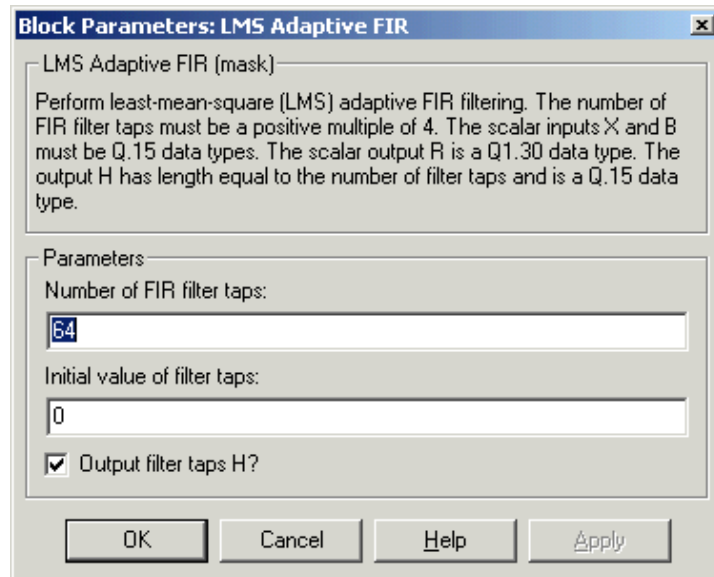 Block Parameters: LMS Adaptive FIR
LMS Adaptive FIR (mask)
Perform least-mean-square (LMS) adaptive FIR filtering. The number of
FIR filter taps must be a positive multiple of 4. The scalar inputs X and B
must be Q.15 data types. The scalar output R is a Q1.30 data type. The
output H has length equal to the number of filter taps and is a Q.15 data
type.
Parameters
Number of FIR filter taps:
64
Initial value of filter taps:
0
Output filter taps H?
OK Cancel Help Apply